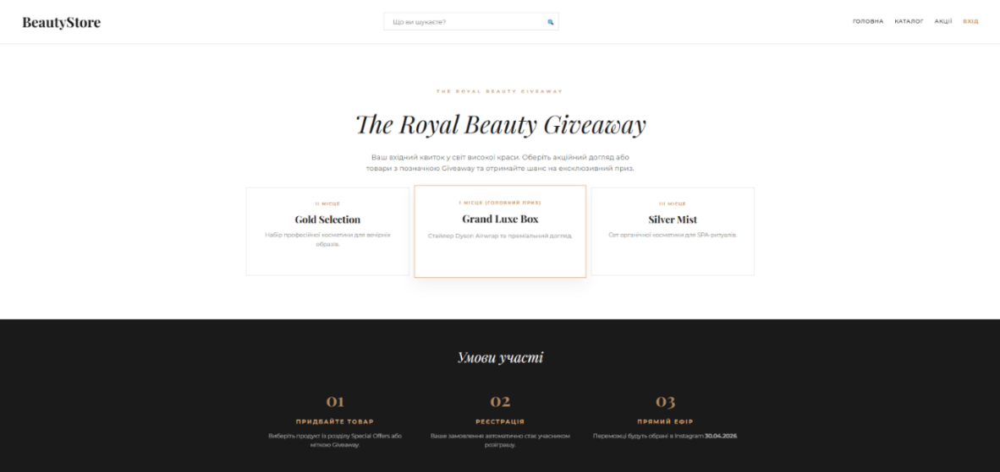 BeautyStore
Що ви шукаєте?
ГОЛОВНА КАТАЛОГ АКЦІЇ ВХІД
THE ROYAL BEAUTY GIVEAWAY
The Royal Beauty Giveaway
Ваш вхідний квиток у світ високої краси. Оберіть акційний догляд або
товари з позначкою Giveaway та отримайте шанс на ексклюзивний приз.
II МІСЦЕ
Gold Selection
Набір професійної косметики для вечірніх
образів.
I МІСЦЕ (ГОЛОВНИЙ ПРИЗ)
Grand Luxe Box
Стайлер Dyson Airwrap та преміальний догляд.
III МІСЦЕ
Silver Mist
Сет органічної косметики для SPA-ритуалів.
Умови участі
01
ПРИДБАЙТЕ ТОВАР
Виберіть продукт із розділу Special Offers або
міткою Giveaway.
02
РЕЄСТРАЦІЯ
Ваше замовлення автоматично стає учасником
розіграшу.
03
ПРЯМИЙ ЕФІР
Переможці будуть обрані в Instagram 30.04.2026.